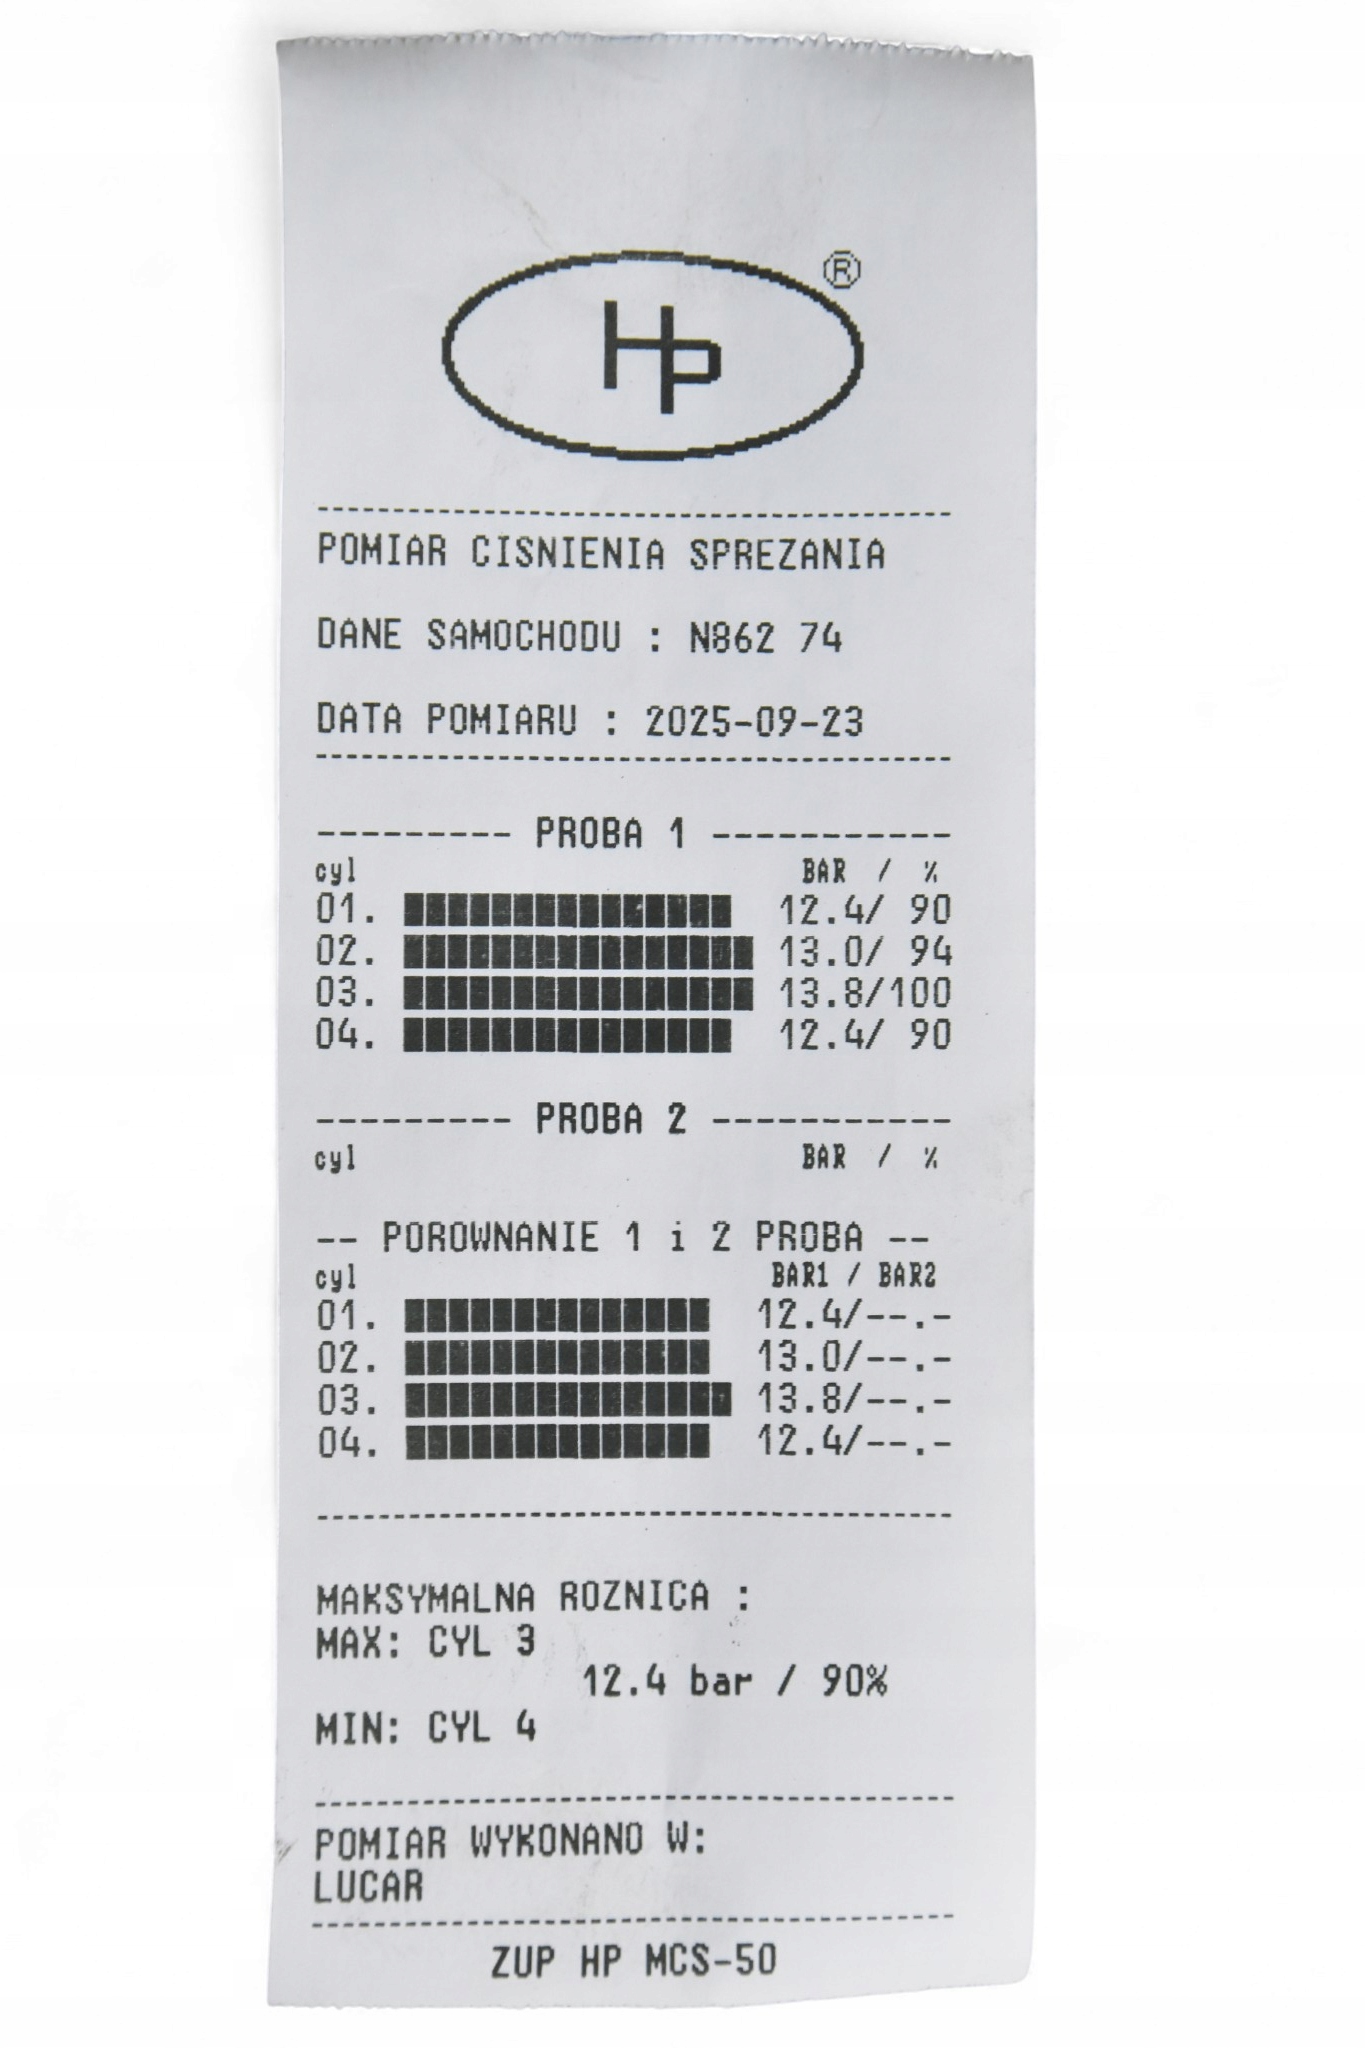 HP ®
POMIAR CISNIENIA SPREZANIA
DANE SAMOCHODU : N862 74
DATA POMIARU : 2025-09-23
--------- PROBA 1 -----------
cyl BAR / %
01. 12.4/ 90
02. 13.0/ 94
03. 13.8/100
04. 12.4/ 90
--------- PROBA 2 -----------
cyl BAR / %
-- POROWNANIE 1 i 2 PROBA --
cyl BAR1 / BAR2
01. 12.4/--.-
02. 13.0/--.-
03. 13.8/--.-
04. 12.4/--.-
MAKSYMALNA ROZNICA :
MAX: CYL 3
12.4 bar / 90%
MIN: CYL 4
POMIAR WYKONANO W:
LUCAR
ZUP HP MCS-50